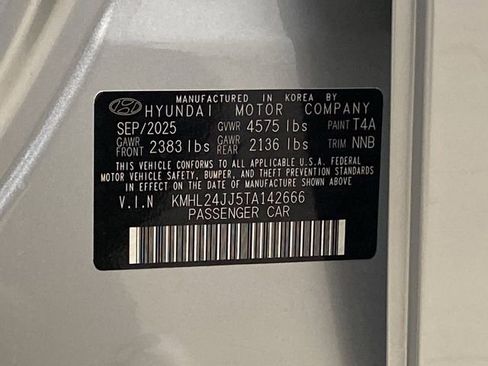 MANUFACTURED IN KOREA BY
HYUNDAI MOTOR COMPANY
SEP/2025 GVWR 4575 lbs PAINT T4A
GAWR FRONT 2383 lbs GAWR REAR 2136 lbs TRIM NNB
THIS VEHICLE CONFORMS TO ALL APPLICABLE U.S.A. FEDERAL
MOTOR VEHICLE SAFETY, BUMPER, AND THEFT PREVENTION STANDARDS
IN EFFECT ON THE DATE OF MANUFACTURE SHOWN ABOVE.
V.I.N KMHL24JJ5TA142666
PASSENGER CAR